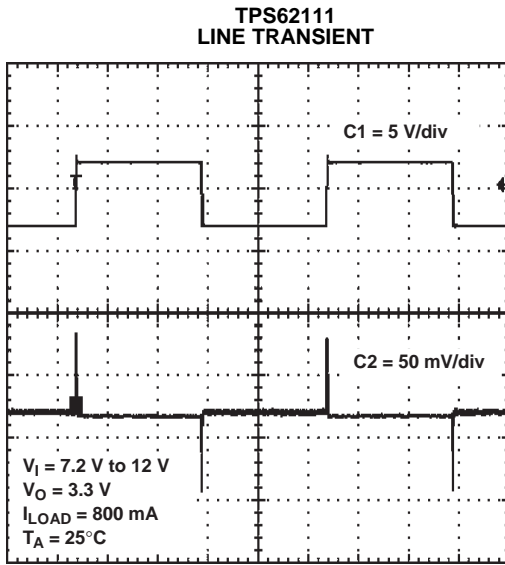 TPS62111
LINE TRANSIENT
C1 = 5 V/div
C2 = 50 mV/div
V_I = 7.2 V to 12 V
V_O = 3.3 V
I_LOAD = 800 mA
T_A = 25°C